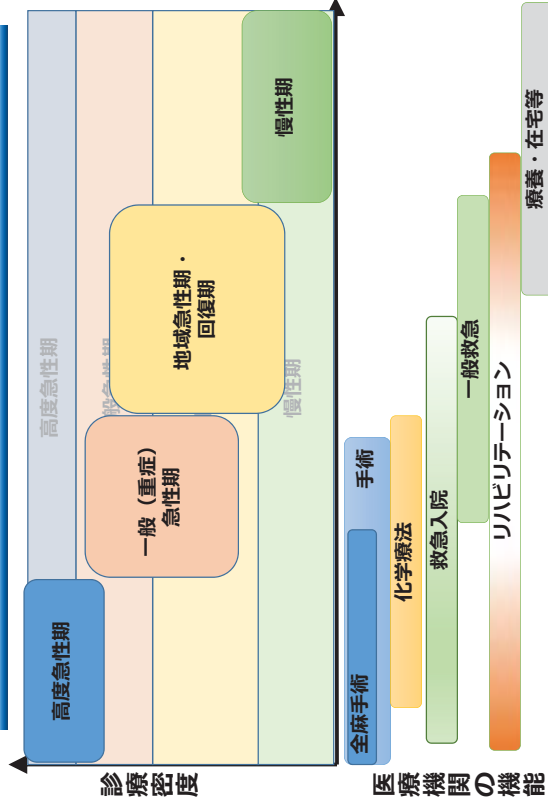 診療密度
高度急性期
一般（重症）
急性期
地域急性期・
回復期
慢性期
高度急性期
般急性期
慢性期
医療機関の機能
全麻手術
手術
化学療法
救急入院
一般救急
リハビリテーション
療養・在宅等